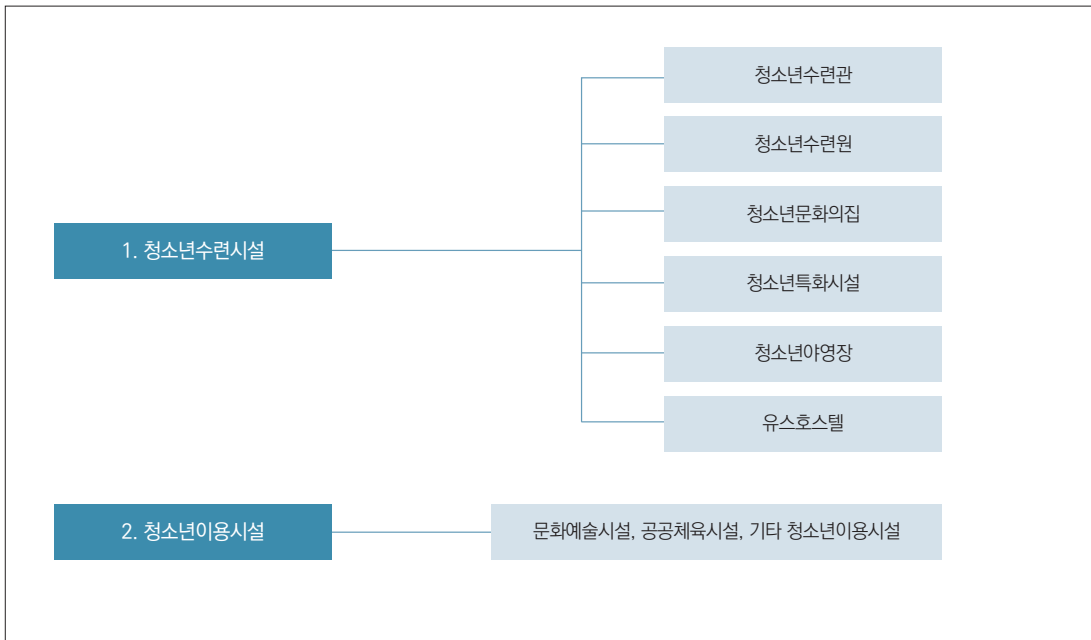 청소년수련관
청소년수련원
청소년문화의집
1. 청소년수련시설
청소년특화시설
청소년야영장
유스호스텔
2. 청소년이용시설
문화예술시설, 공공체육시설, 기타 청소년이용시설